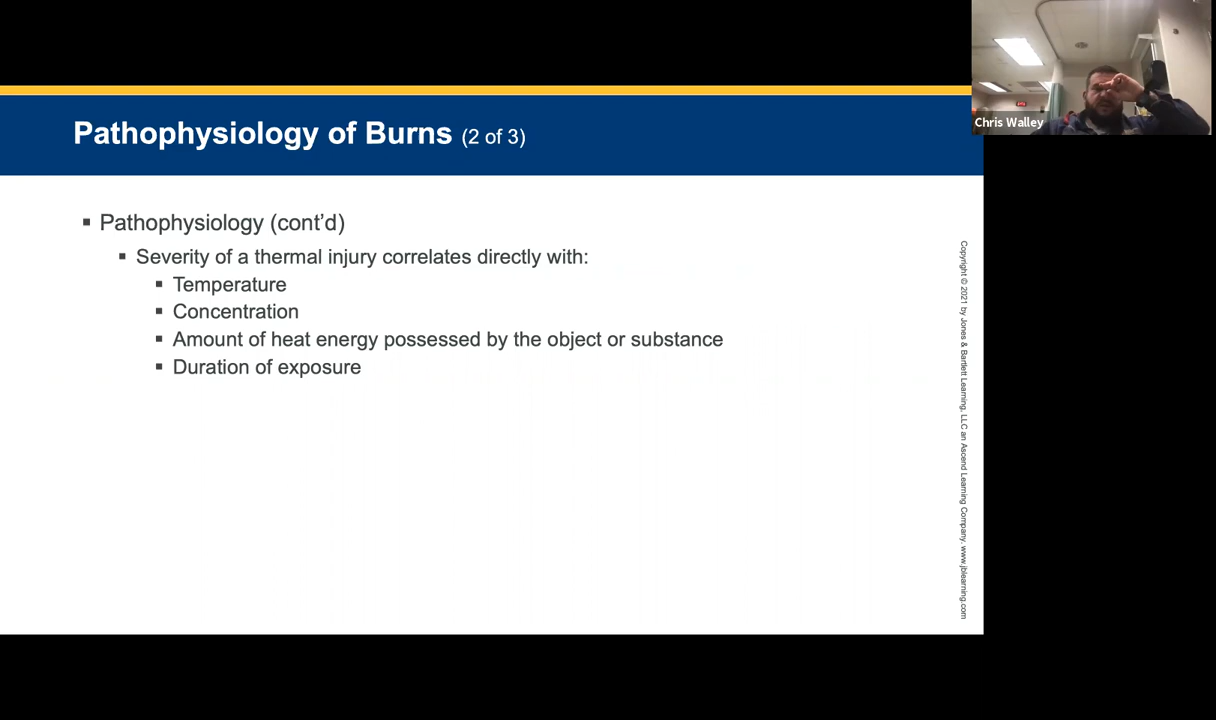 Pathophysiology of Burns (2 of 3)
Chris Walley
▪ Pathophysiology (cont’d)
▪ Severity of a thermal injury correlates directly with:
▪ Temperature
▪ Concentration
▪ Amount of heat energy possessed by the object or substance
▪ Duration of exposure
Copyright © 2021 by Jones & Bartlett Learning, LLC an Ascend Learning Company. www.jblearning.com